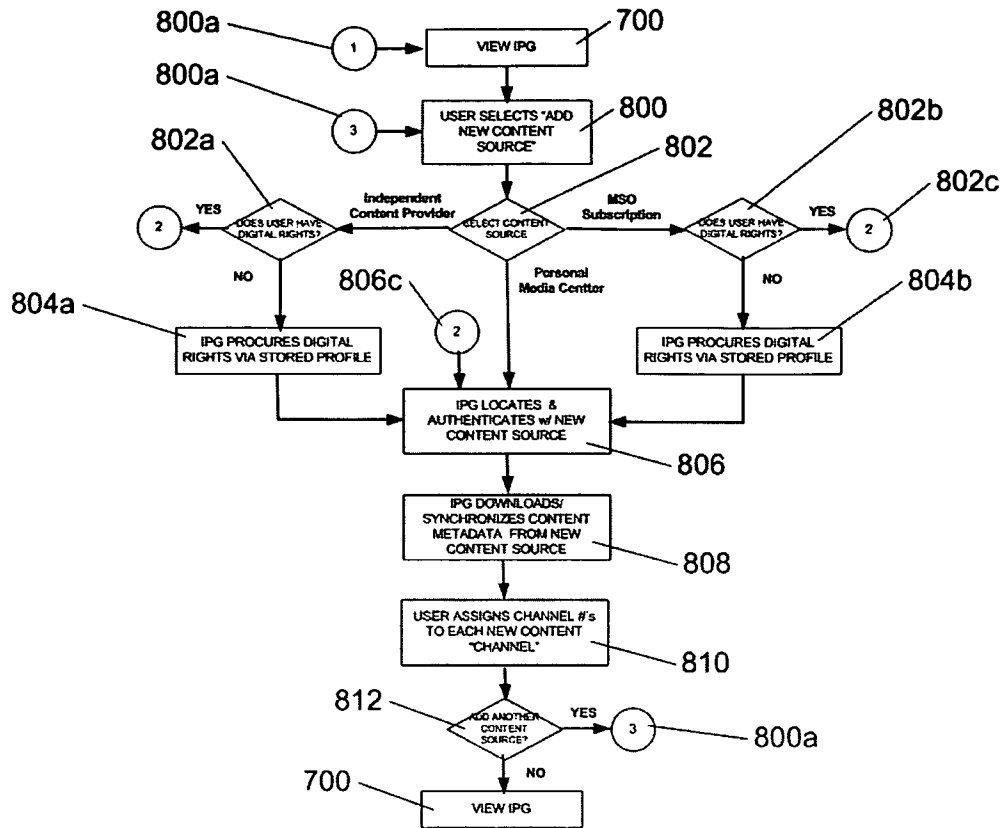 800a
1
VIEW IPG
700
800a
3
USER SELECTS "ADD
NEW CONTENT
SOURCE"
800
802a
802
802b
802c
2
YES
DOES USER HAVE
DIGITAL RIGHTS?
Independent
Content Provider
SELECT CONTENT
SOURCE
MSO
Subscription
DOES USER HAVE
DIGITAL RIGHTS?
YES
2
NO
806c
Personal
Media Centter
NO
804a
2
804b
IPG PROCURES DIGITAL
RIGHTS VIA STORED PROFILE
IPG PROCURES DIGITAL
RIGHTS VIA STORED PROFILE
IPG LOCATES &
AUTHENTICATES w/ NEW
CONTENT SOURCE
806
IPG DOWNLOADS/
SYNCHRONIZES CONTENT
METADATA FROM NEW
CONTENT SOURCE
808
USER ASSIGNS CHANNEL #'s
TO EACH NEW CONTENT
"CHANNEL"
810
812
ADD ANOTHER
CONTENT
SOURCE?
YES
3
800a
NO
700
VIEW IPG